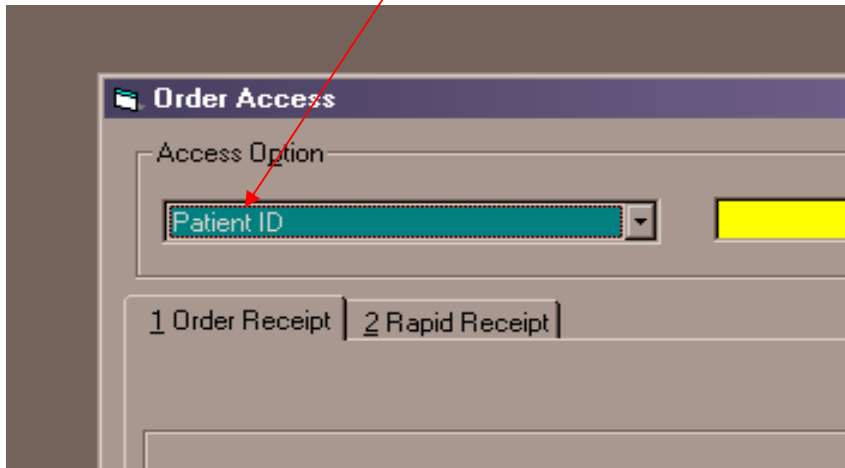 Order Access
Access Option
Patient ID
1 Order Receipt
2 Rapid Receipt